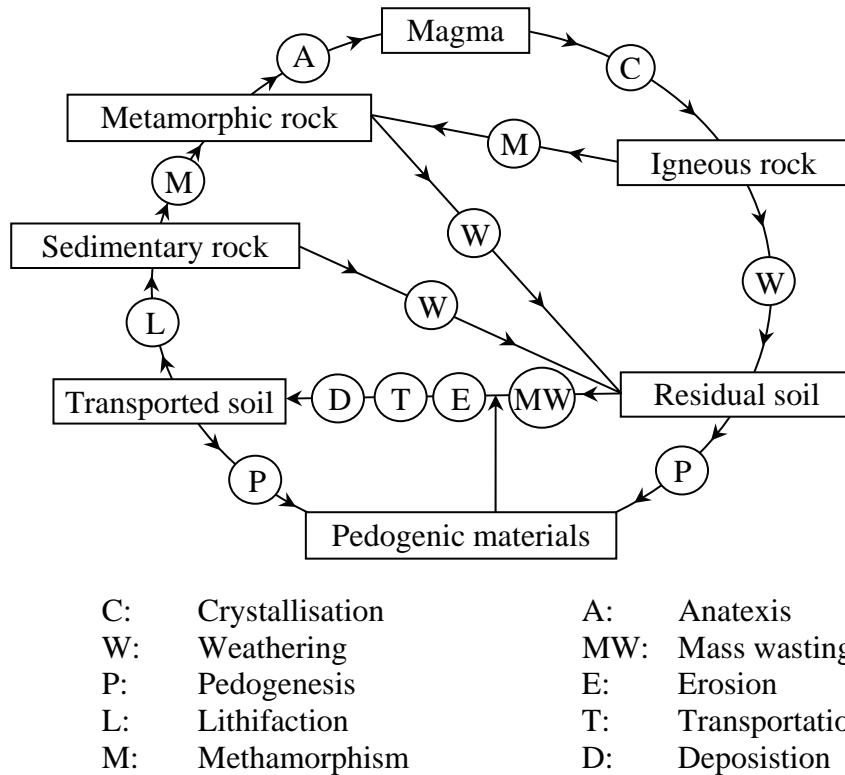 Magma
A
C
Metamorphic rock
M
Igneous rock
M
Sedimentary rock
W
W
W
L
Transported soil
D
T
E
MW
Residual soil
P
P
Pedogenic materials
C: Crystallisation
A: Anatexis
W: Weathering
MW: Mass wasting
P: Pedogenesis
E: Erosion
L: Lithifaction
T: Transportatio
M: Methamorphism
D: Deposistion